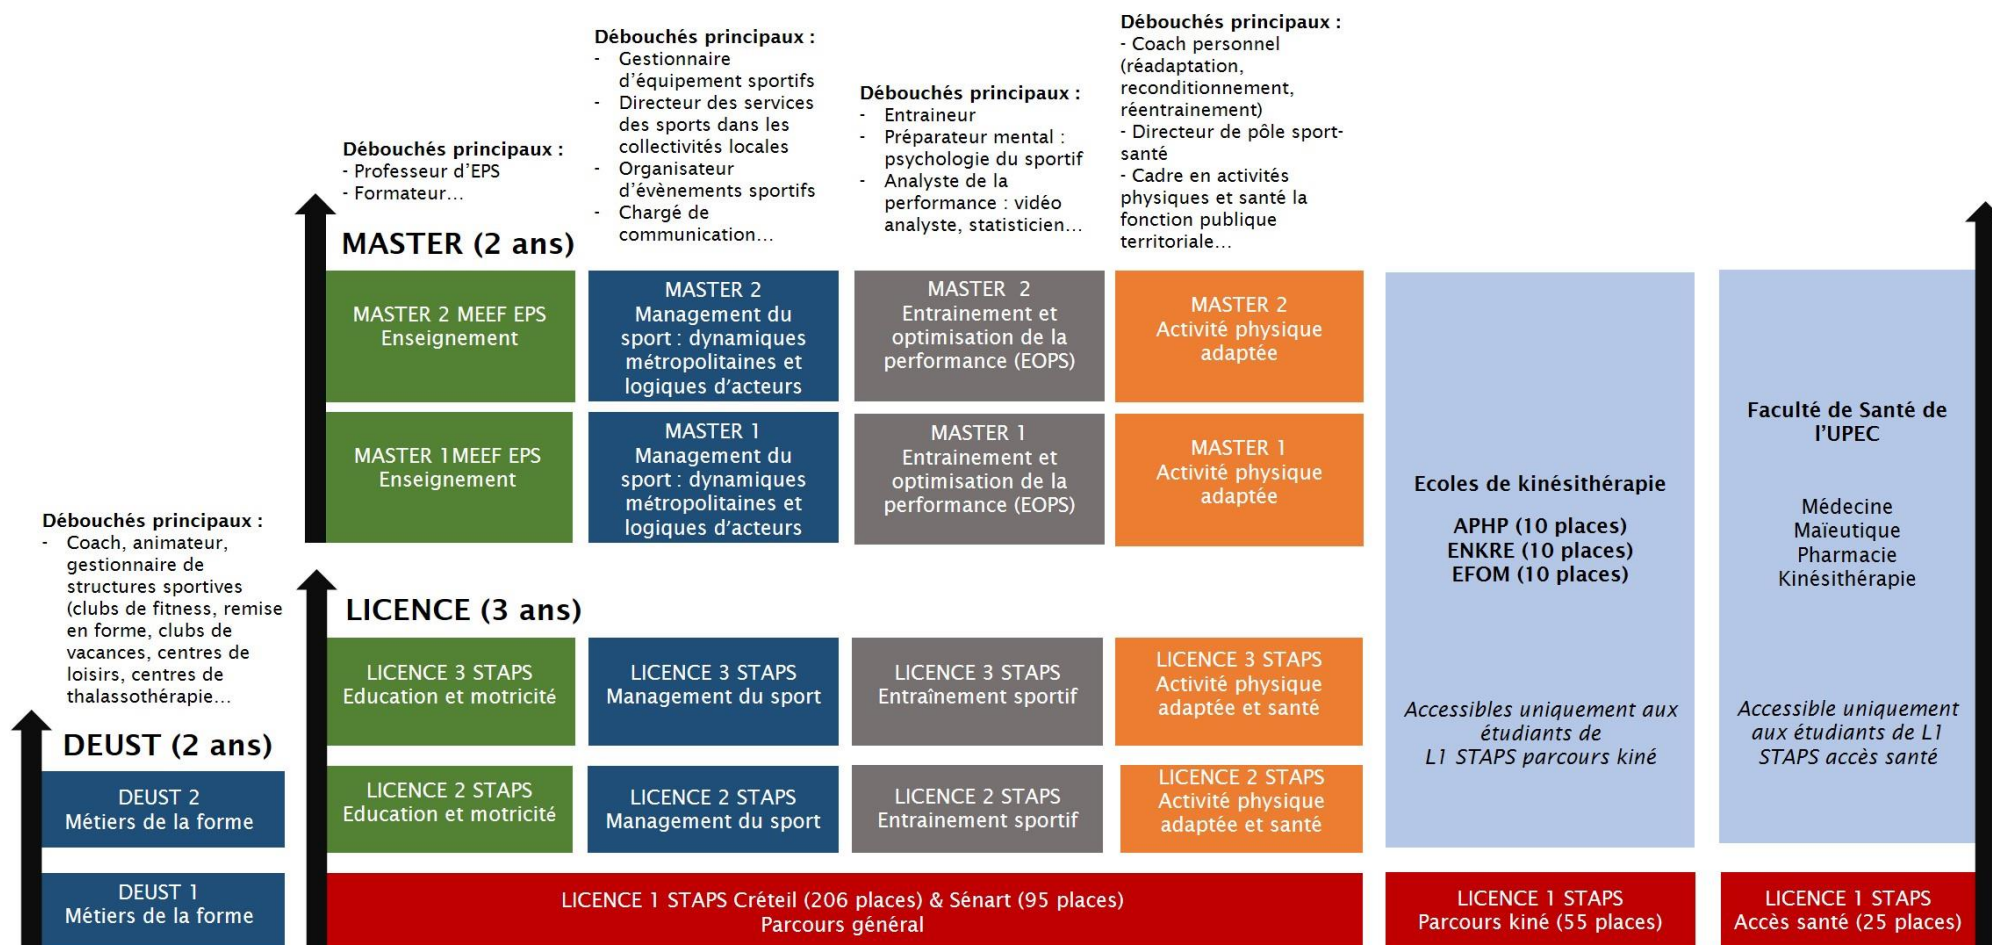 Débouchés principaux :
- Coach, animateur,
gestionnaire de
structures sportives
(clubs de fitness, remise
en forme, clubs de
vacances, centres de
loisirs, centres de
thalassothérapie…
DEUST (2 ans)
DEUST 2
Métiers de la forme
DEUST 1
Métiers de la forme
Débouchés principaux :
- Professeur d’EPS
- Formateur…
MASTER (2 ans)
Débouchés principaux :
- Gestionnaire
d’équipement sportifs
- Directeur des services
des sports dans les
collectivités locales
- Organisateur
d’évènements sportifs
- Chargé de
communication…
Débouchés principaux :
- Entraineur
- Préparateur mental :
psychologie du sportif
- Analyste de la
performance : vidéo
analyste, statisticien…
Débouchés principaux :
- Coach personnel
(réadaptation,
reconditionnement,
réentrainement)
- Directeur de pôle sport-
santé
- Cadre en activités
physiques et santé la
fonction publique
territoriale…
MASTER 2 MEEF EPS
Enseignement
MASTER 2
Management du
sport : dynamiques
métropolitaines et
logiques d’acteurs
MASTER 2
Entrainement et
optimisation de la
performance (EOPS)
MASTER 2
Activité physique
adaptée
MASTER 1MEEF EPS
Enseignement
MASTER 1
Management du
sport : dynamiques
métropolitaines et
logiques d’acteurs
MASTER 1
Entrainement et
optimisation de la
performance (EOPS)
MASTER 1
Activité physique
adaptée
LICENCE (3 ans)
LICENCE 3 STAPS
Education et motricité
LICENCE 3 STAPS
Management du sport
LICENCE 3 STAPS
Entraînement sportif
LICENCE 3 STAPS
Activité physique
adaptée et santé
LICENCE 2 STAPS
Education et motricité
LICENCE 2 STAPS
Management du sport
LICENCE 2 STAPS
Entrainement sportif
LICENCE 2 STAPS
Activité physique
adaptée et santé
LICENCE 1 STAPS Créteil (206 places) & Sénart (95 places)
Parcours général
Ecoles de kinésithérapie
APHP (10 places)
ENKRE (10 places)
EFOM (10 places)
Accessibles uniquement aux
étudiants de
L1 STAPS parcours kiné
LICENCE 1 STAPS
Parcours kiné (55 places)
Faculté de Santé de
l’UPEC
Médecine
Maïeutique
Pharmacie
Kinésithérapie
Accessible uniquement
aux étudiants de L1
STAPS accès santé
LICENCE 1 STAPS
Accès santé (25 places)